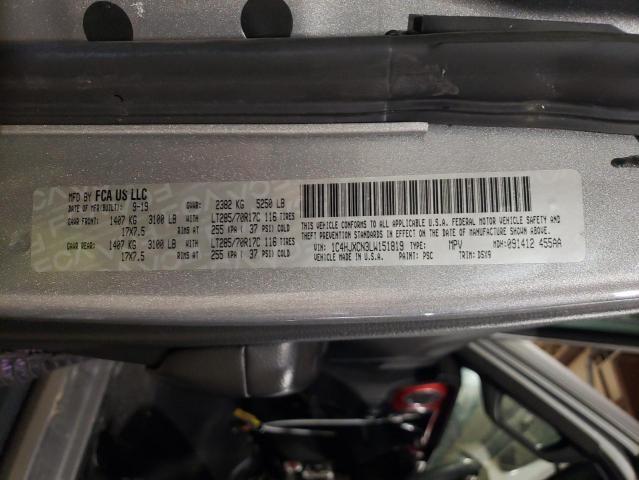 MFD BY FCA US LLC
DATE OF MFR(BUILT): 9-19 GVWR: 2382 KG 5250 LB
GAWR FRONT: 1407 KG 3100 LB WITH LT285/70R17C 116 TIRES
17X7.5 RIMS AT 255 KPA ( 37 PSI) COLD
GAWR REAR: 1407 KG 3100 LB WITH LT285/70R17C 116 TIRES
17X7.5 RIMS AT 255 KPA ( 37 PSI) COLD
THIS VEHICLE CONFORMS TO ALL APPLICABLE U.S.A. FEDERAL MOTOR VEHICLE SAFETY AND
THEFT PREVENTION STANDARDS IN EFFECT ON THE DATE OF MANUFACTURE SHOWN ABOVE.
VIN: 1C4HJXCN3LW151819 TYPE: MPV MDH: 091412 455AA
VEHICLE MADE IN U.S.A. PAINT: PSC TRIM: D5X9